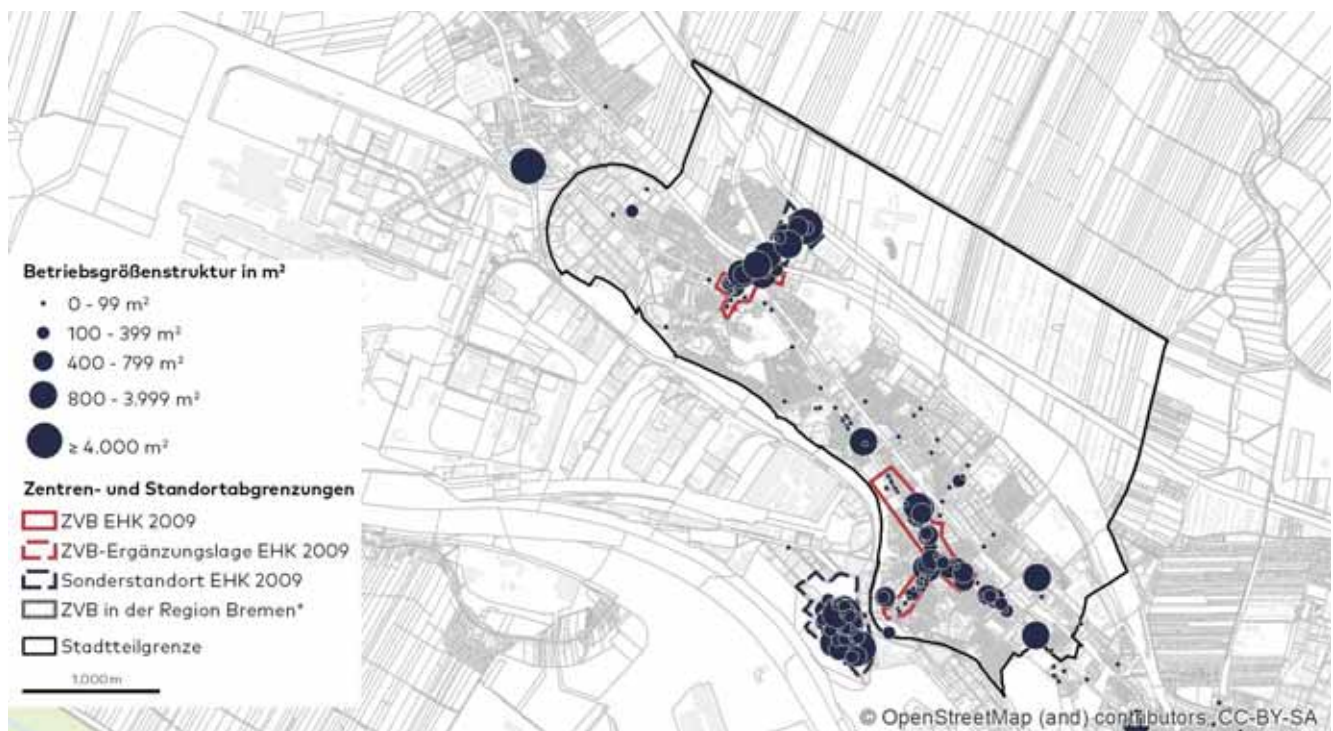 Betriebsgrößenstruktur in m²
0 - 99 m²
100 - 399 m²
400 - 799 m²
800 - 3.999 m²
≥ 4.000 m²
Zentren- und Standortabgrenzungen
ZVB EHK 2009
ZVB-Ergänzungslage EHK 2009
Sonderstandort EHK 2009
ZVB in der Region Bremen*
Stadtteilgrenze
1.000 m
© OpenStreetMap (and) contributors, CC-BY-SA